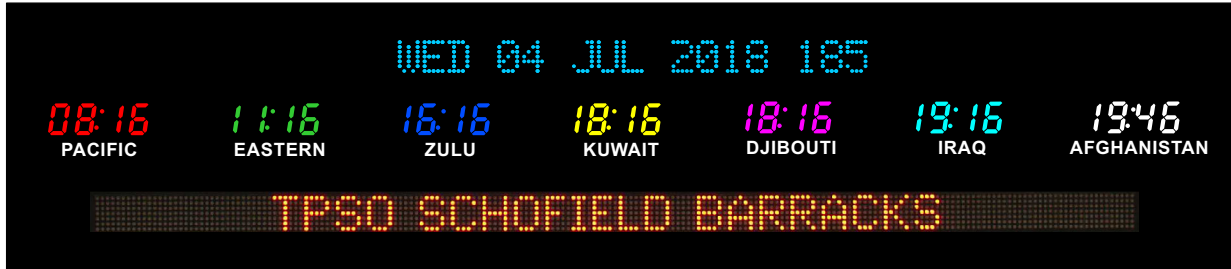 WED 04 JUL 2018 185
08:16 11:16 16:16 18:16 18:16 19:16 19:46
PACIFIC EASTERN ZULU KUWAIT DJIBOUTI IRAQ AFGHANISTAN
TPSO SCHOFIELD BARRACKS